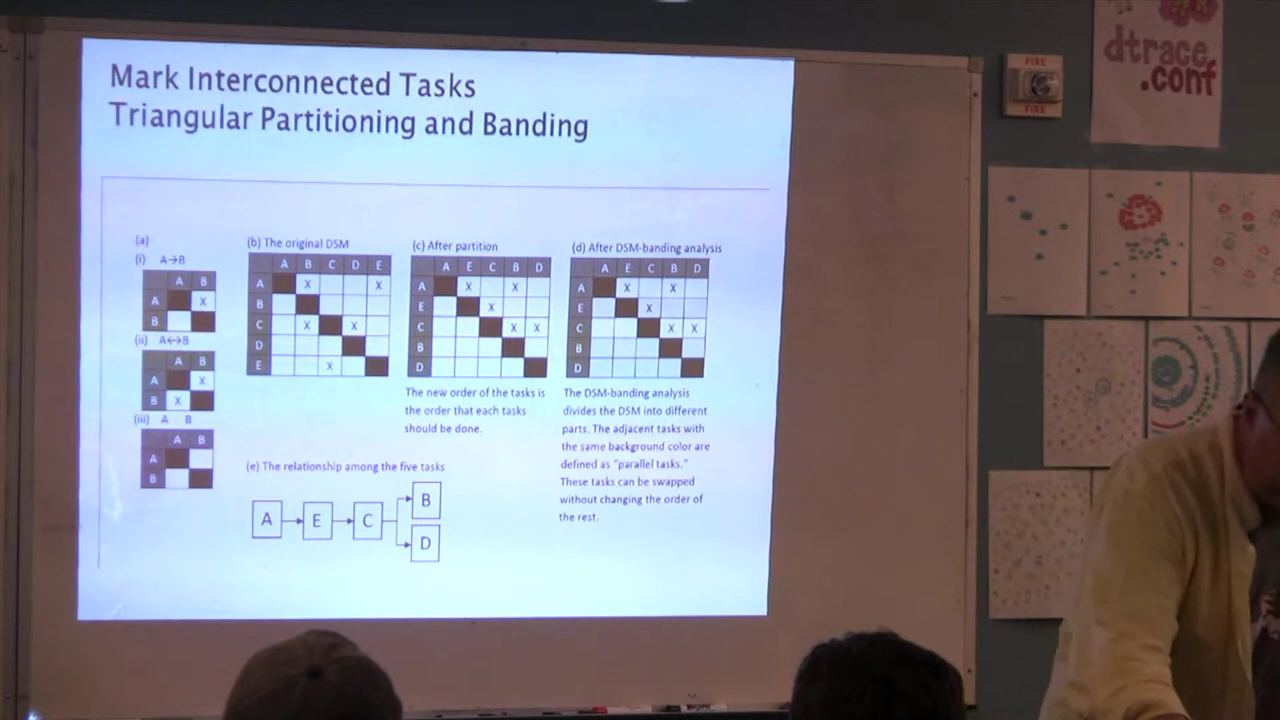 Mark Interconnected Tasks
Triangular Partitioning and Banding
(a)
(i) A→B
A B
A X
B
(ii) A↔B
A B
A X
B X
(iii) A B
A B
A
B
(b) The original DSM
A B C D E
A X X
B
C X X
D
E X
(c) After partition
A E C B D
A X X
E X
C X X
B
D
The new order of the tasks is
the order that each tasks
should be done.
(d) After DSM-banding analysis
A E C B D
A X X
E X
C X X
B
D
The DSM-banding analysis
divides the DSM into different
parts. The adjacent tasks with
the same background color are
defined as "parallel tasks."
These tasks can be swapped
without changing the order of
the rest.
(e) The relationship among the five tasks
A E C B D
FIRE
FIRE
dtrace
.conf